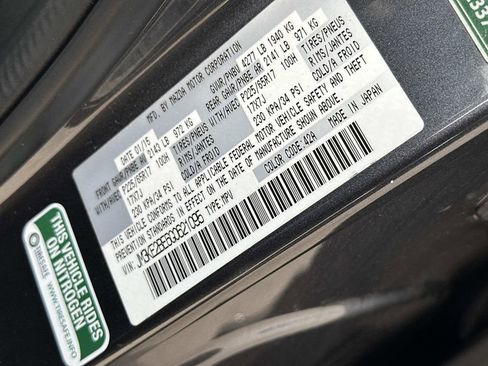 MFD. BY MAZDA MOTOR CORPORATION
DATE 01/15
GVWR/PNBV 4277 LB 1940 KG
FRONT GAWR/PNBE AV 2143 LB 972 KG
REAR GAWR/PNBE AR 2141 LB 971 KG
WITH/AVEC P225/65R17 100H TIRES/PNEUS
WITH/AVEC P225/65R17 100H TIRES/PNEUS
17X7J RIMS/JANTES
17X7J RIMS/JANTES
230 KPA/34 PSI COLD/A FROID
230 KPA/34 PSI COLD/A FROID
THIS VEHICLE CONFORMS TO ALL APPLICABLE FEDERAL MOTOR VEHICLE SAFETY AND THEFT
PREVENTION STANDARDS IN EFFECT ON THE DATE OF MANUFACTURE SHOWN ABOVE.
VIN:
TYPE:MPV
COLOR CODE: 42A
MADE IN JAPAN
THIS VEHICLE RIDES
ON NITROGEN
WWW.TIRESAFE.INFO